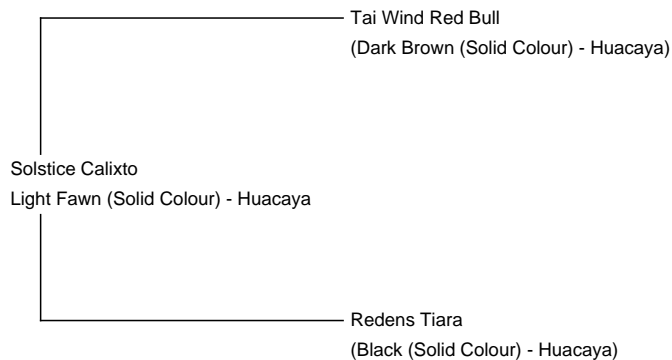 Tai Wind Red Bull
(Dark Brown (Solid Colour) - Huacaya)
Solstice Calixto
Light Fawn (Solid Colour) - Huacaya
Redens Tiara
(Black (Solid Colour) - Huacaya)